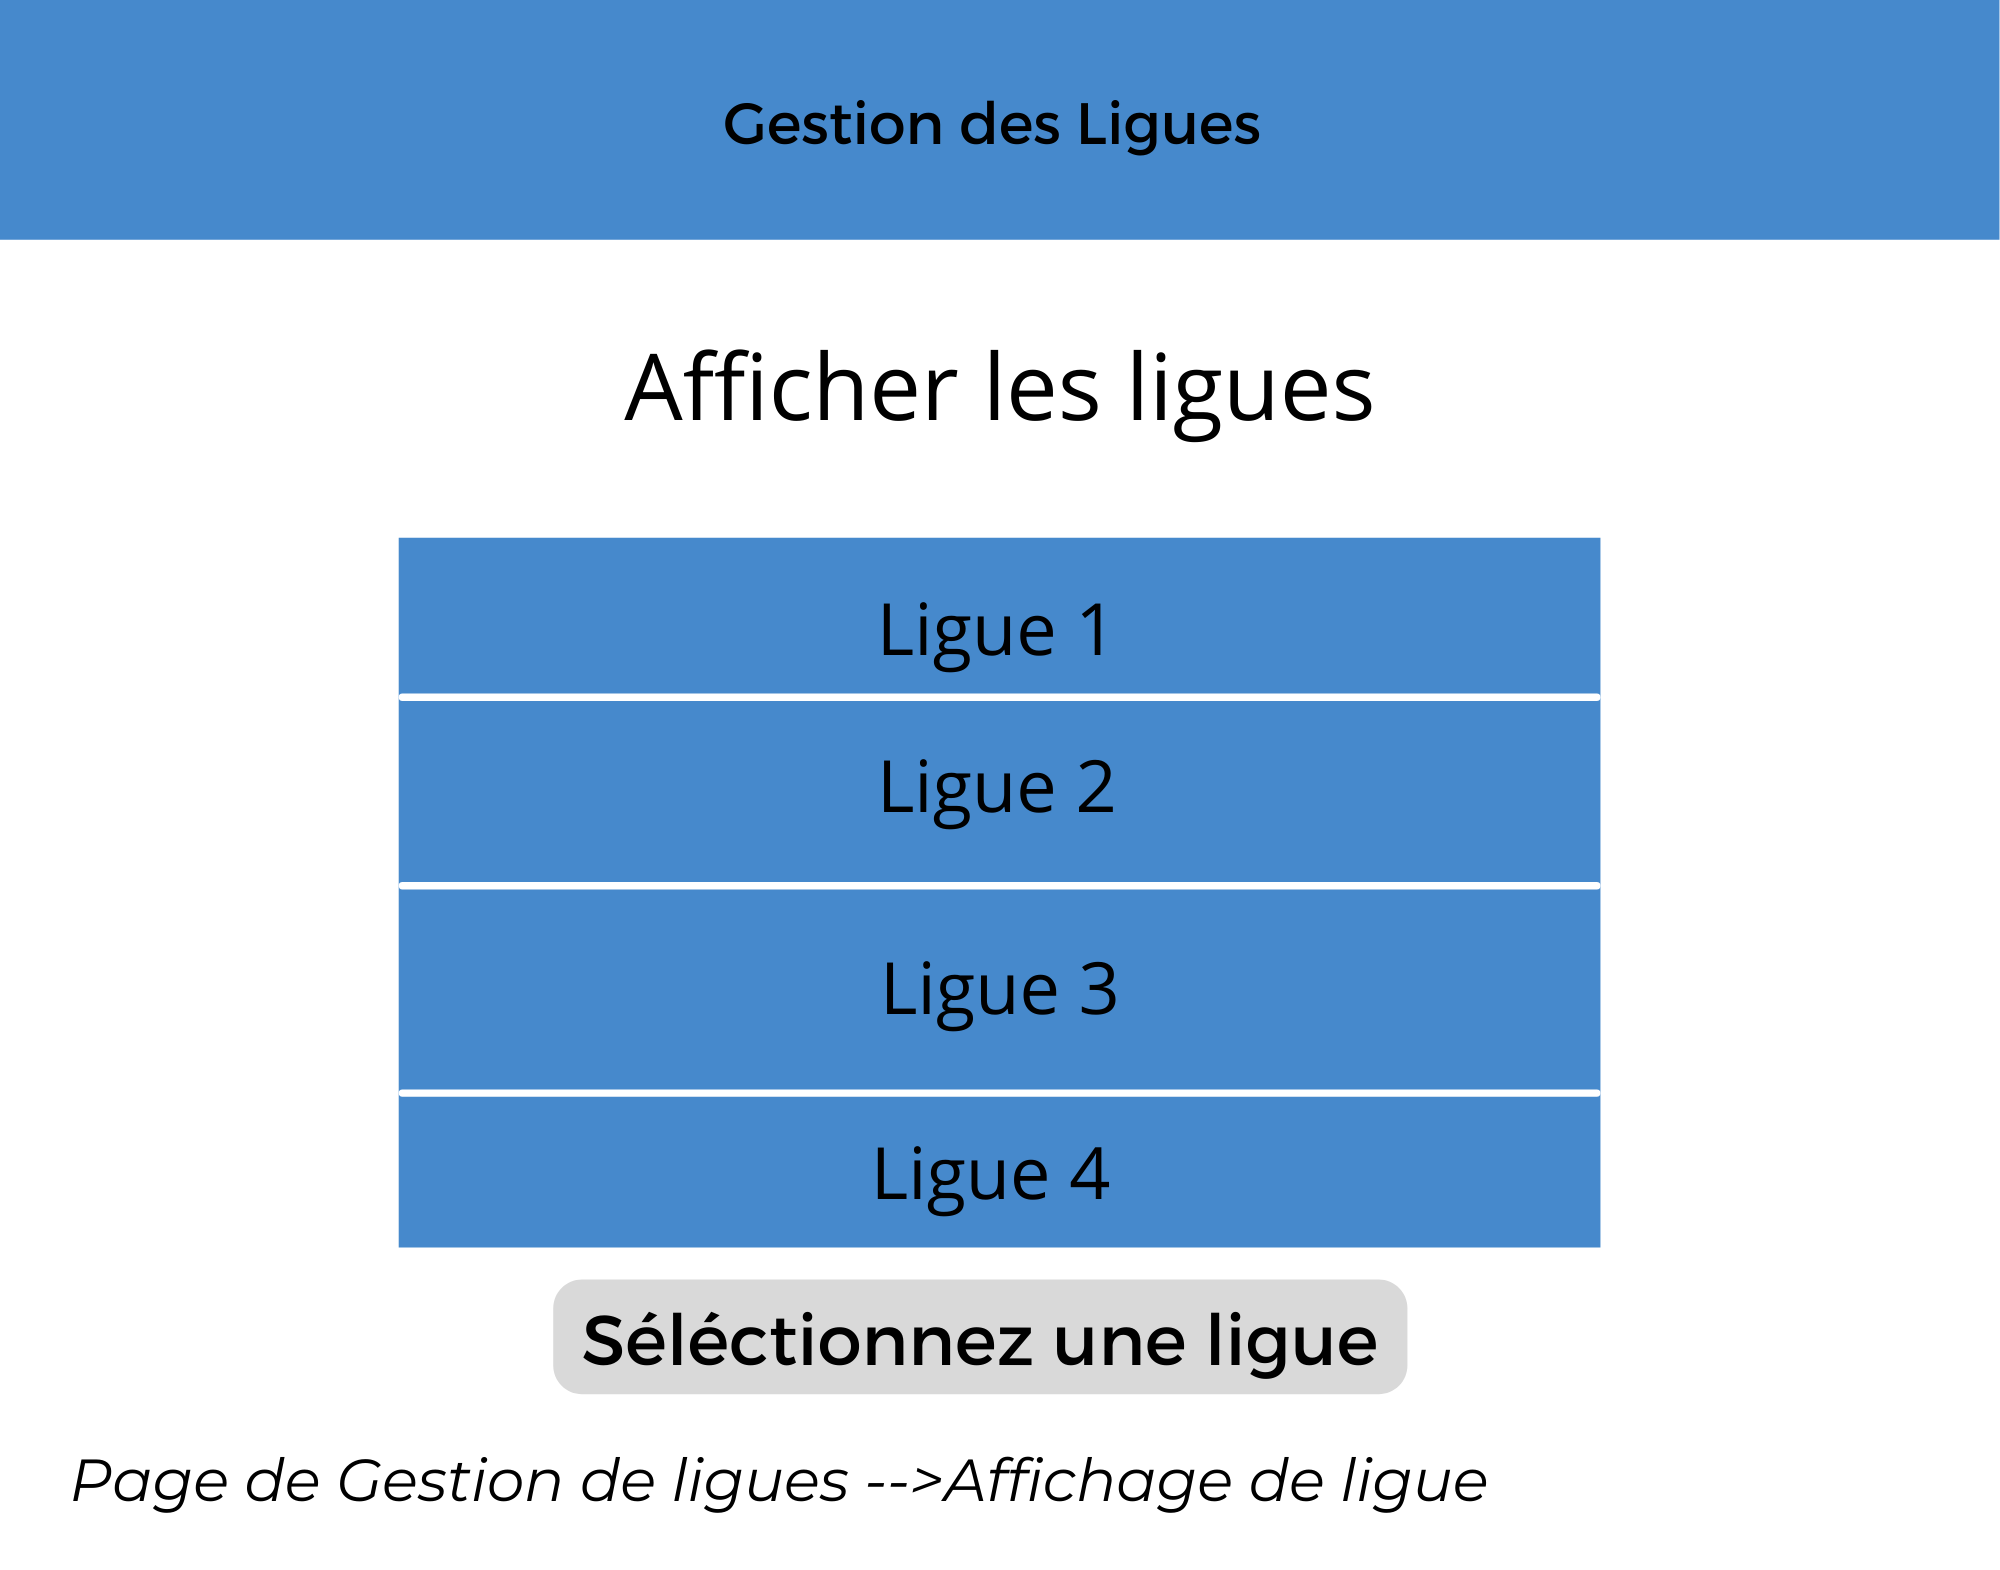 Gestion des Ligues
Afficher les ligues
Ligue 1
Ligue 2
Ligue 3
Ligue 4
Séléctionnez une ligue
Page de Gestion de ligues -->Affichage de ligue